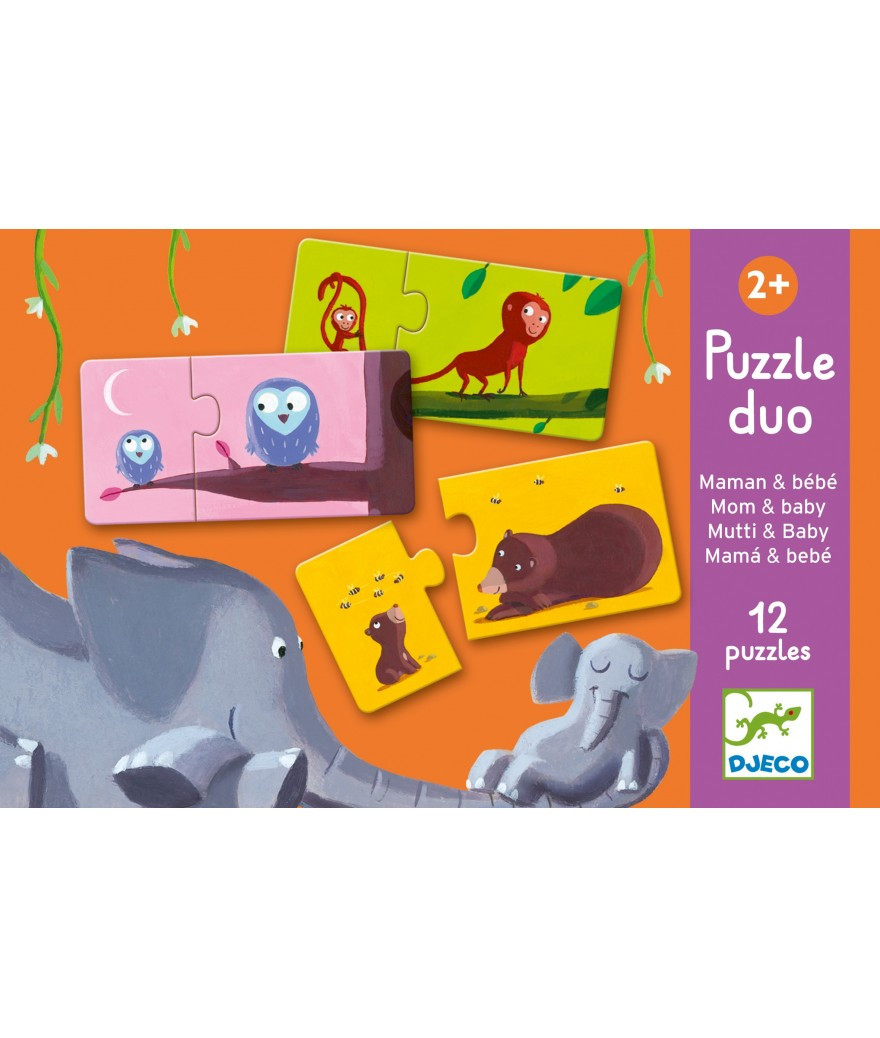 2+
Puzzle
duo
Maman & bébé
Mom & baby
Mutti & Baby
Mamá & bebé
12
puzzles
DJECO